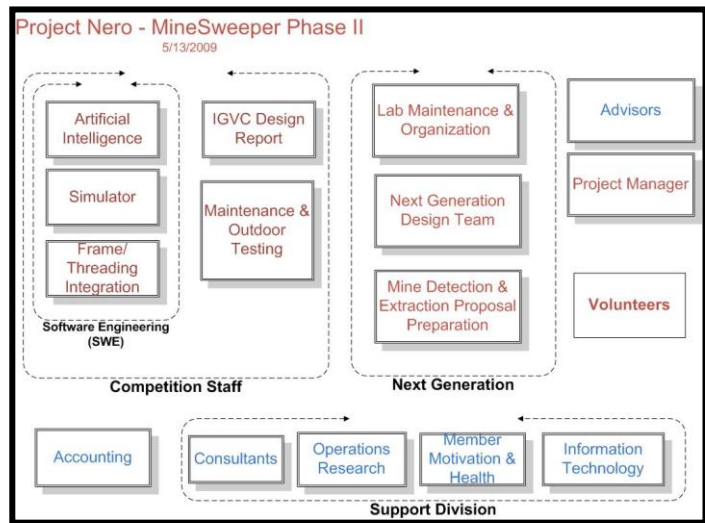 Project Nero - MineSweeper Phase II
5/13/2009
Artificial
Intelligence
Simulator
Frame/
Threading
Integration
Software Engineering
(SWE)
IGVC Design
Report
Maintenance &
Outdoor
Testing
Competition Staff
Lab Maintenance &
Organization
Next Generation
Design Team
Mine Detection &
Extraction Proposal
Preparation
Next Generation
Advisors
Project Manager
Volunteers
Accounting
Consultants
Operations
Research
Member
Motivation &
Health
Information
Technology
Support Division